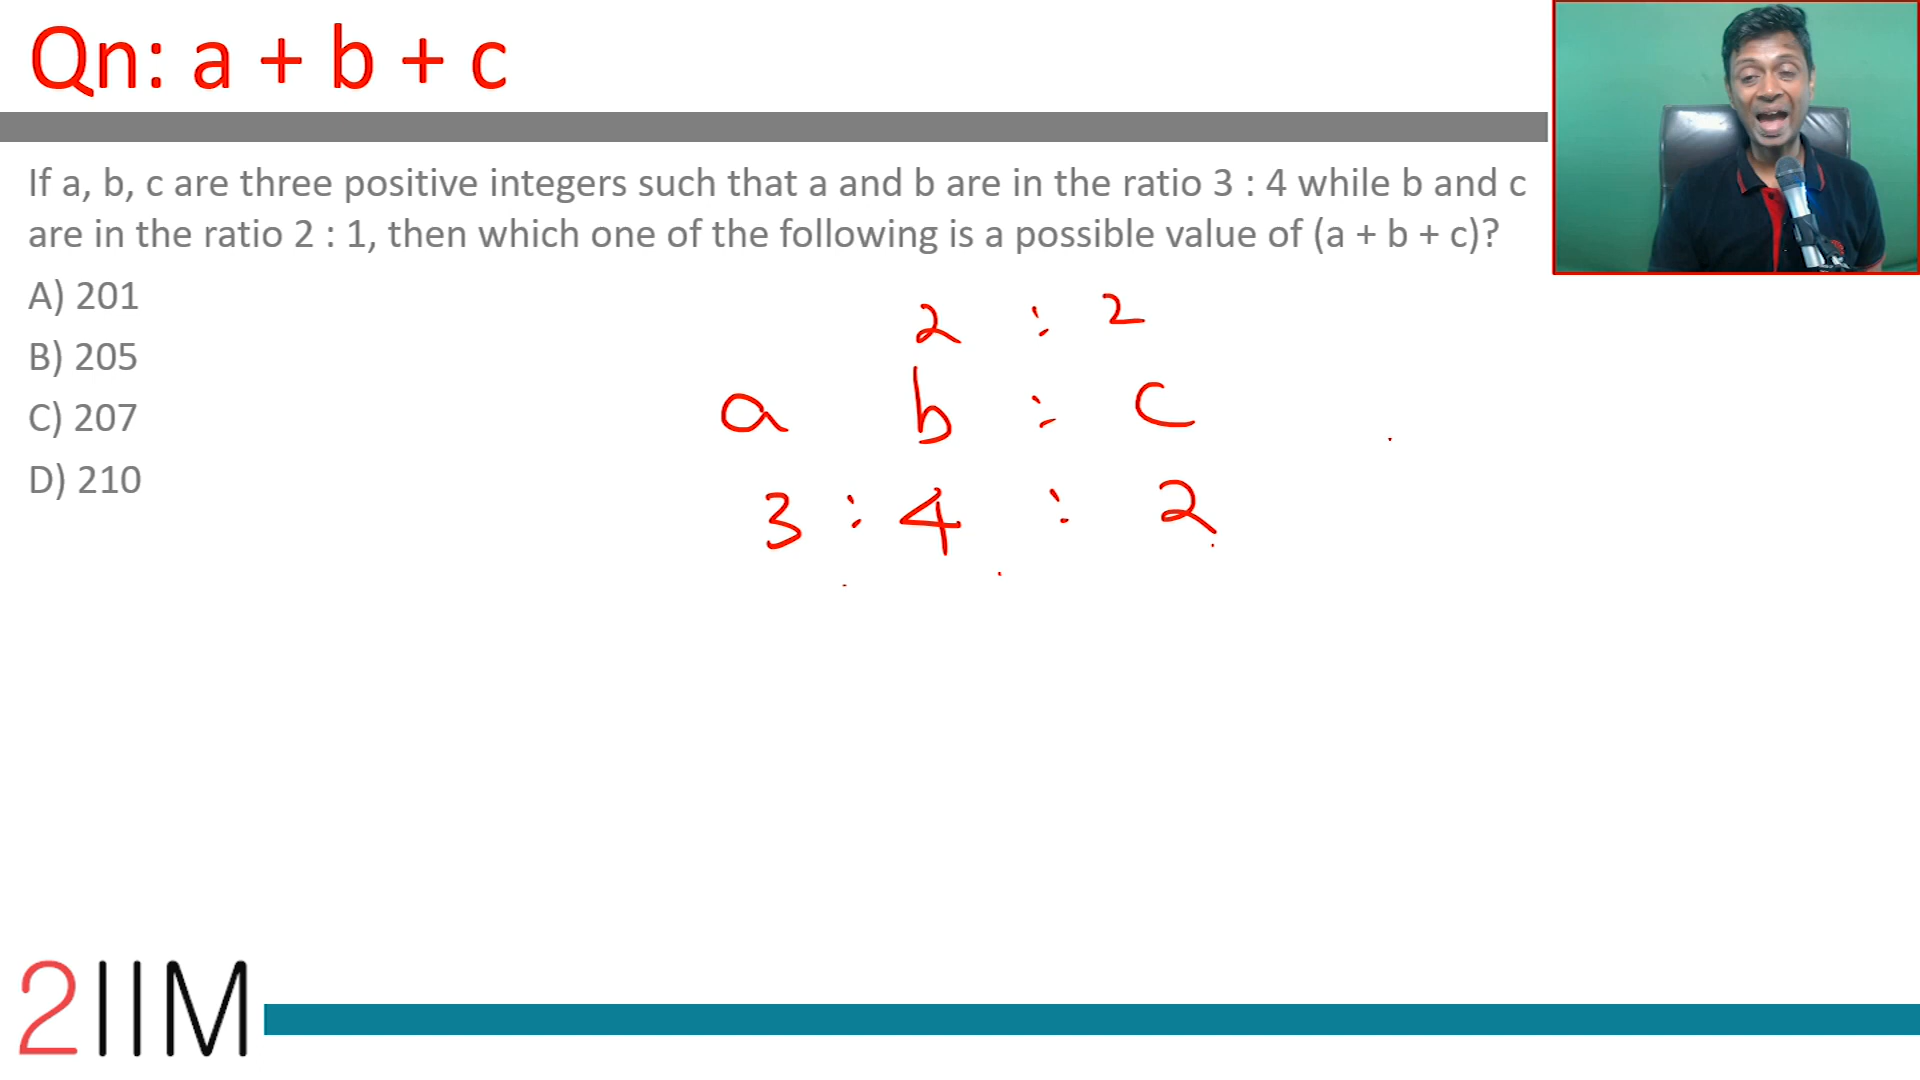 Qn: a + b + c
If a, b, c are three positive integers such that a and b are in the ratio 3 : 4 while b and c
are in the ratio 2 : 1, then which one of the following is a possible value of (a + b + c)?
A) 201
B) 205
C) 207
D) 210
2 : 2
a b : c
3 : 4 : 2
2IIM